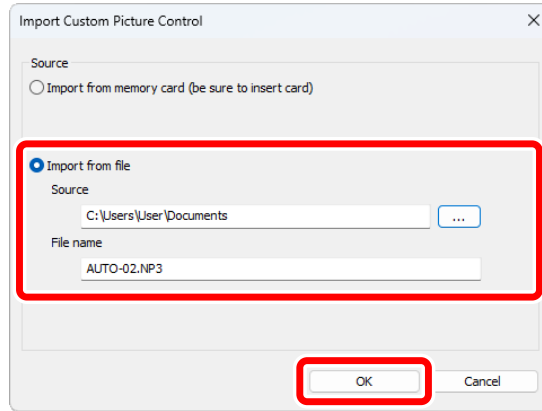 Import Custom Picture Control
Source
Import from memory card (be sure to insert card)
Import from file
Source
C:\Users\User\Documents
...
File name
AUTO-02.NP3
OK
Cancel